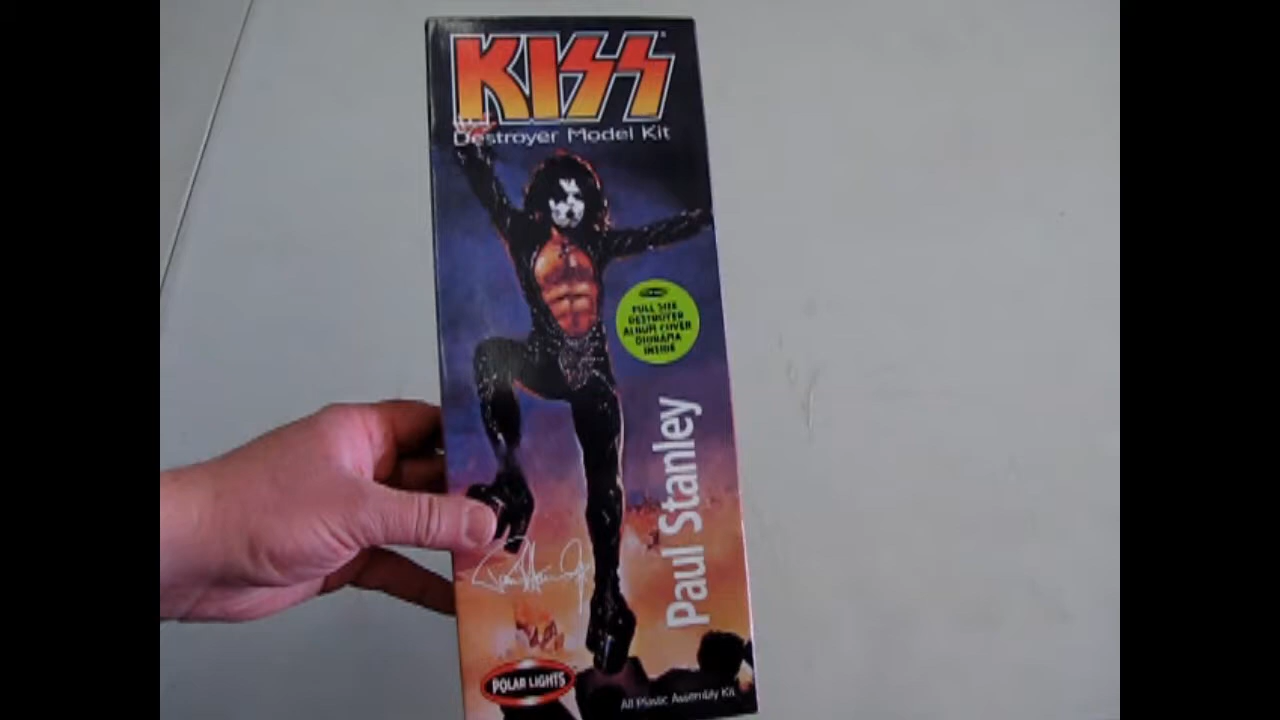 KISS
Destroyer Model Kit
FULL SIZE
DESTROYER
ALBUM COVER
DIORAMA
INSIDE
Paul Stanley
POLAR LIGHTS
All Plastic Assembly Kit